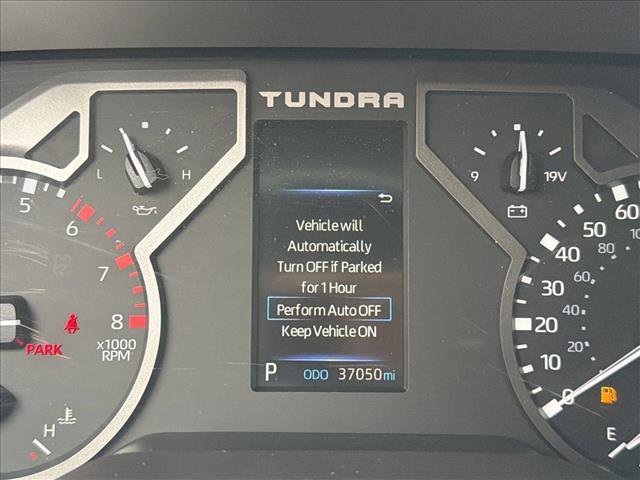 TUNDRA
L H
9 19V
5
6
7
8
x1000
RPM
PARK
H
Vehicle will
Automatically
Turn OFF if Parked
for 1 Hour
Perform Auto OFF
Keep Vehicle ON
P ODO 37050 mi
60
50
40
30
20
10
0
80
60
40
20
E